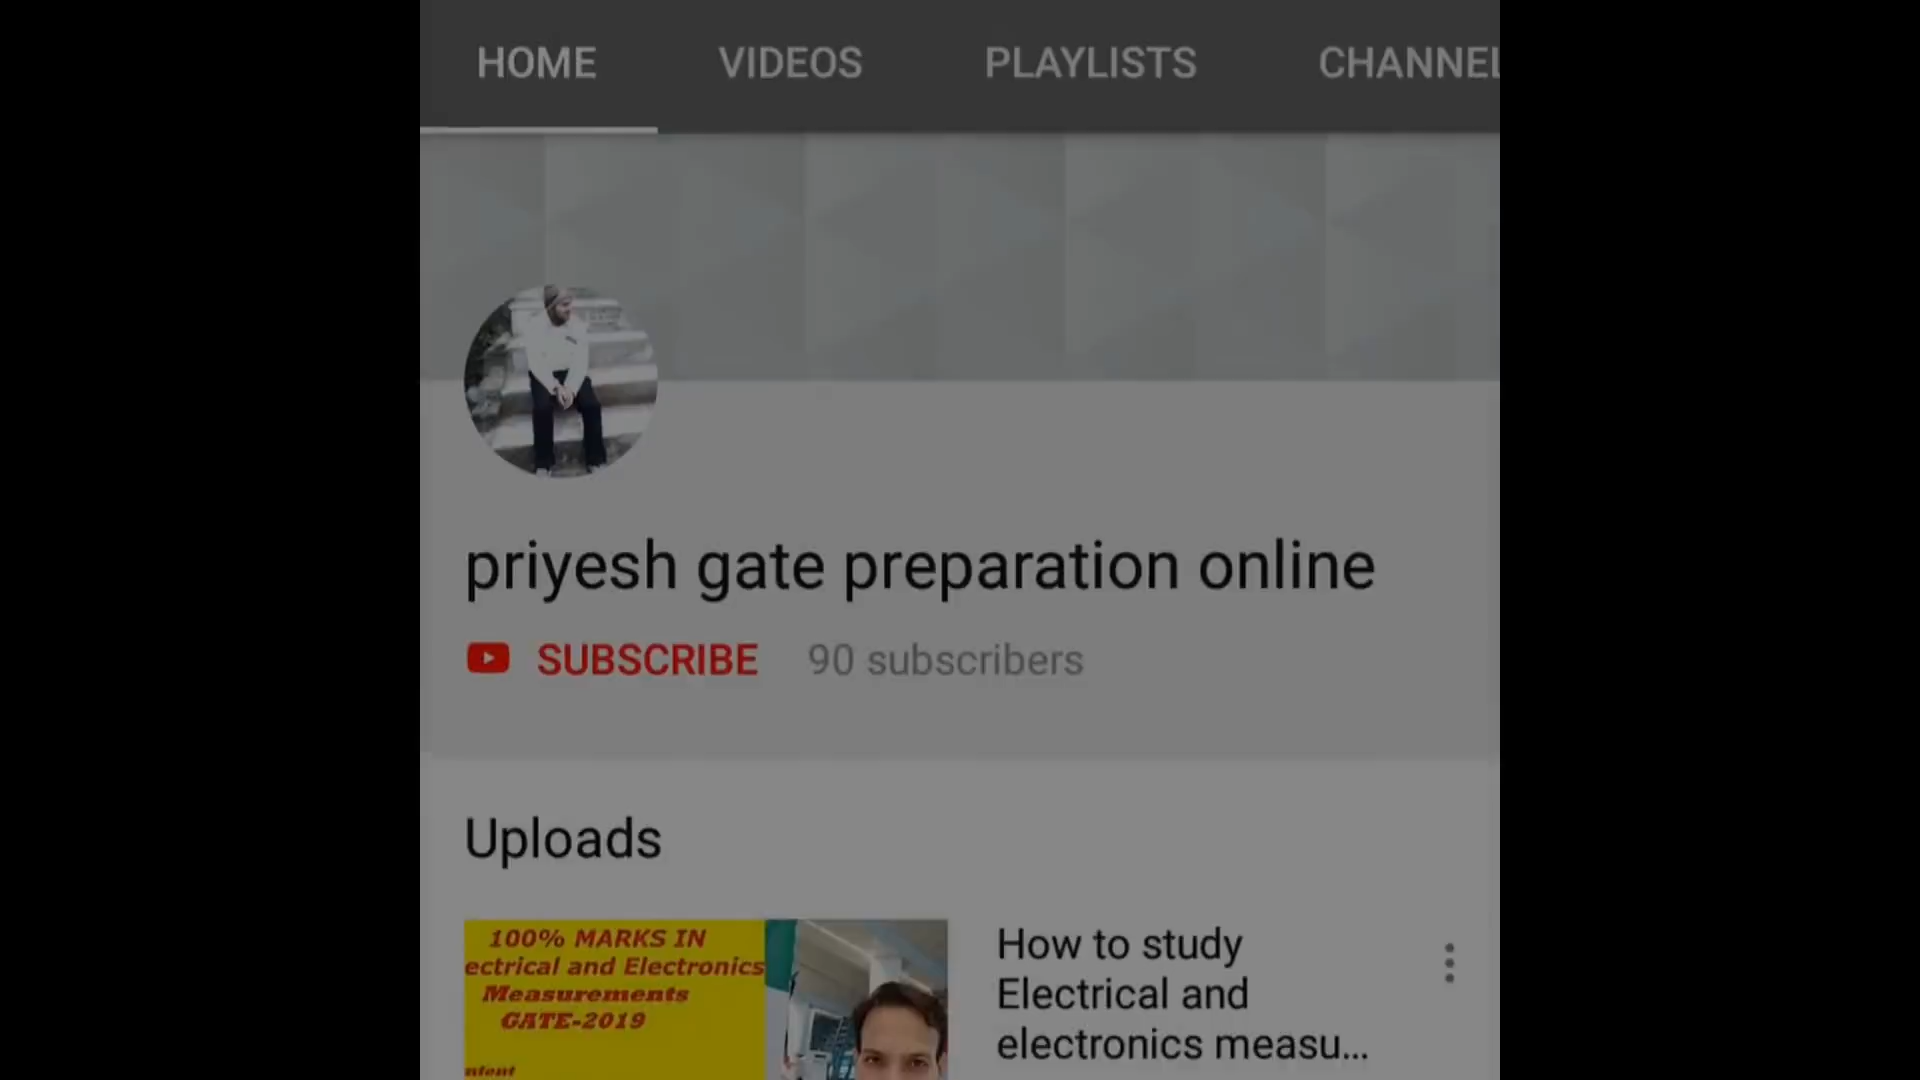 HOME VIDEOS PLAYLISTS CHANNEL
priyesh gate preparation online
SUBSCRIBE 90 subscribers
Uploads
100% MARKS IN
ectrical and Electronics
Measurements
GATE-2019
ntent
How to study
Electrical and
electronics measu...